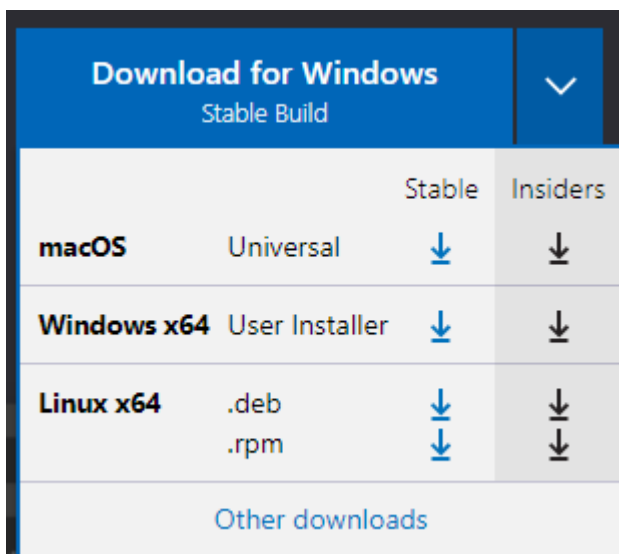 Download for Windows
Stable Build
Stable Insiders
macOS Universal
Windows x64 User Installer
Linux x64 .deb
.rpm
Other downloads